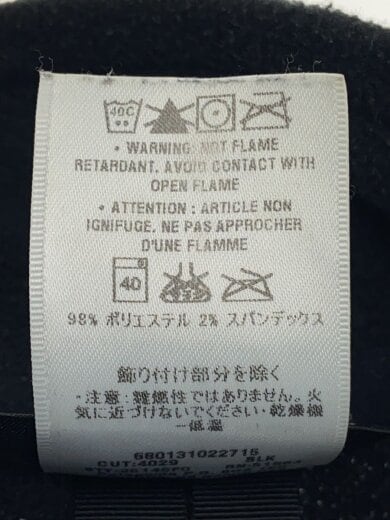 40C
• WARNING: NOT FLAME
RETARDANT. AVOID CONTACT WITH
OPEN FLAME
• ATTENTION : ARTICLE NON
IGNIFUGE. NE PAS APPROCHER
D'UNE FLAMME
40
98% ポリエステル 2% スパンデックス
飾り付け部分を除く
・注意：難燃性ではありません。火
気に近づけないでください・乾燥機
－低温
680131022715
CUT:4029 BLK